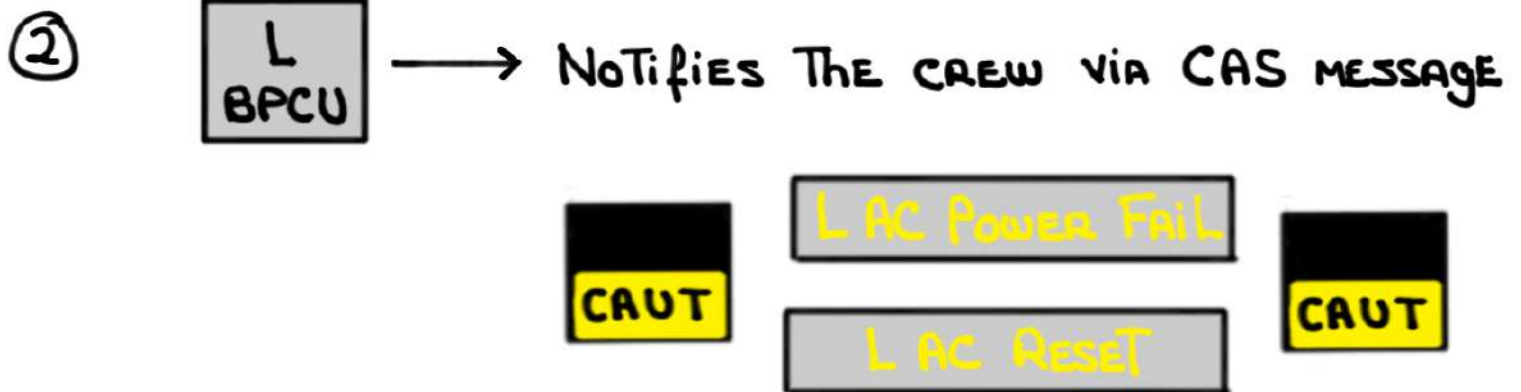 2
L
BPCU
NOTIFIES THE CREW VIA CAS MESSAGE
L AC POWER FAIL
CAUT
CAUT
L AC RESET